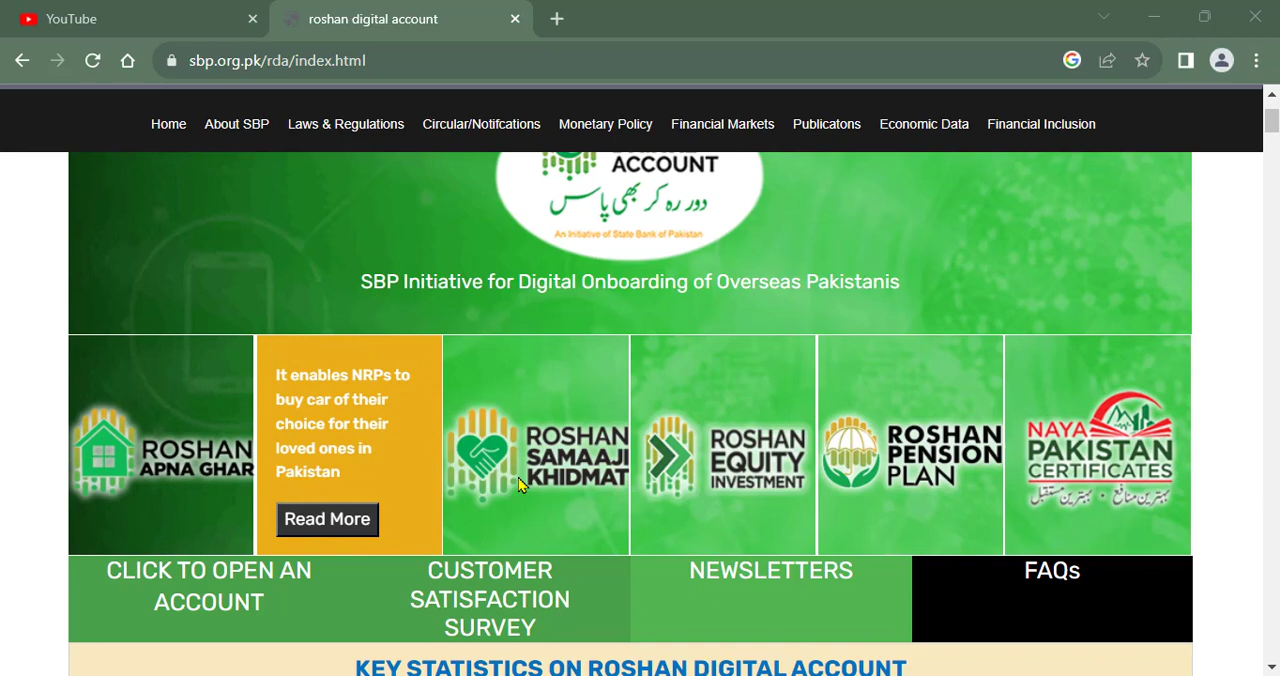 YouTube
roshan digital account
sbp.org.pk/rda/index.html
Home About SBP Laws & Regulations Circular/Notifcations Monetary Policy Financial Markets Publicatons Economic Data Financial Inclusion
ACCOUNT
دور رہ کر بھی پاس
An Initiative of State Bank of Pakistan
SBP Initiative for Digital Onboarding of Overseas Pakistanis
ROSHAN
APNA GHAR
It enables NRPs to
buy car of their
choice for their
loved ones in
Pakistan
Read More
ROSHAN
SAMAAJI
KHIDMAT
ROSHAN
EQUITY
INVESTMENT
ROSHAN
PENSION
PLAN
NAYA
PAKISTAN
CERTIFICATES
بہترین منافع • بہترین مستقبل
CLICK TO OPEN AN
ACCOUNT
CUSTOMER
SATISFACTION
SURVEY
NEWSLETTERS
FAQs
KEY STATISTICS ON ROSHAN DIGITAL ACCOUNT